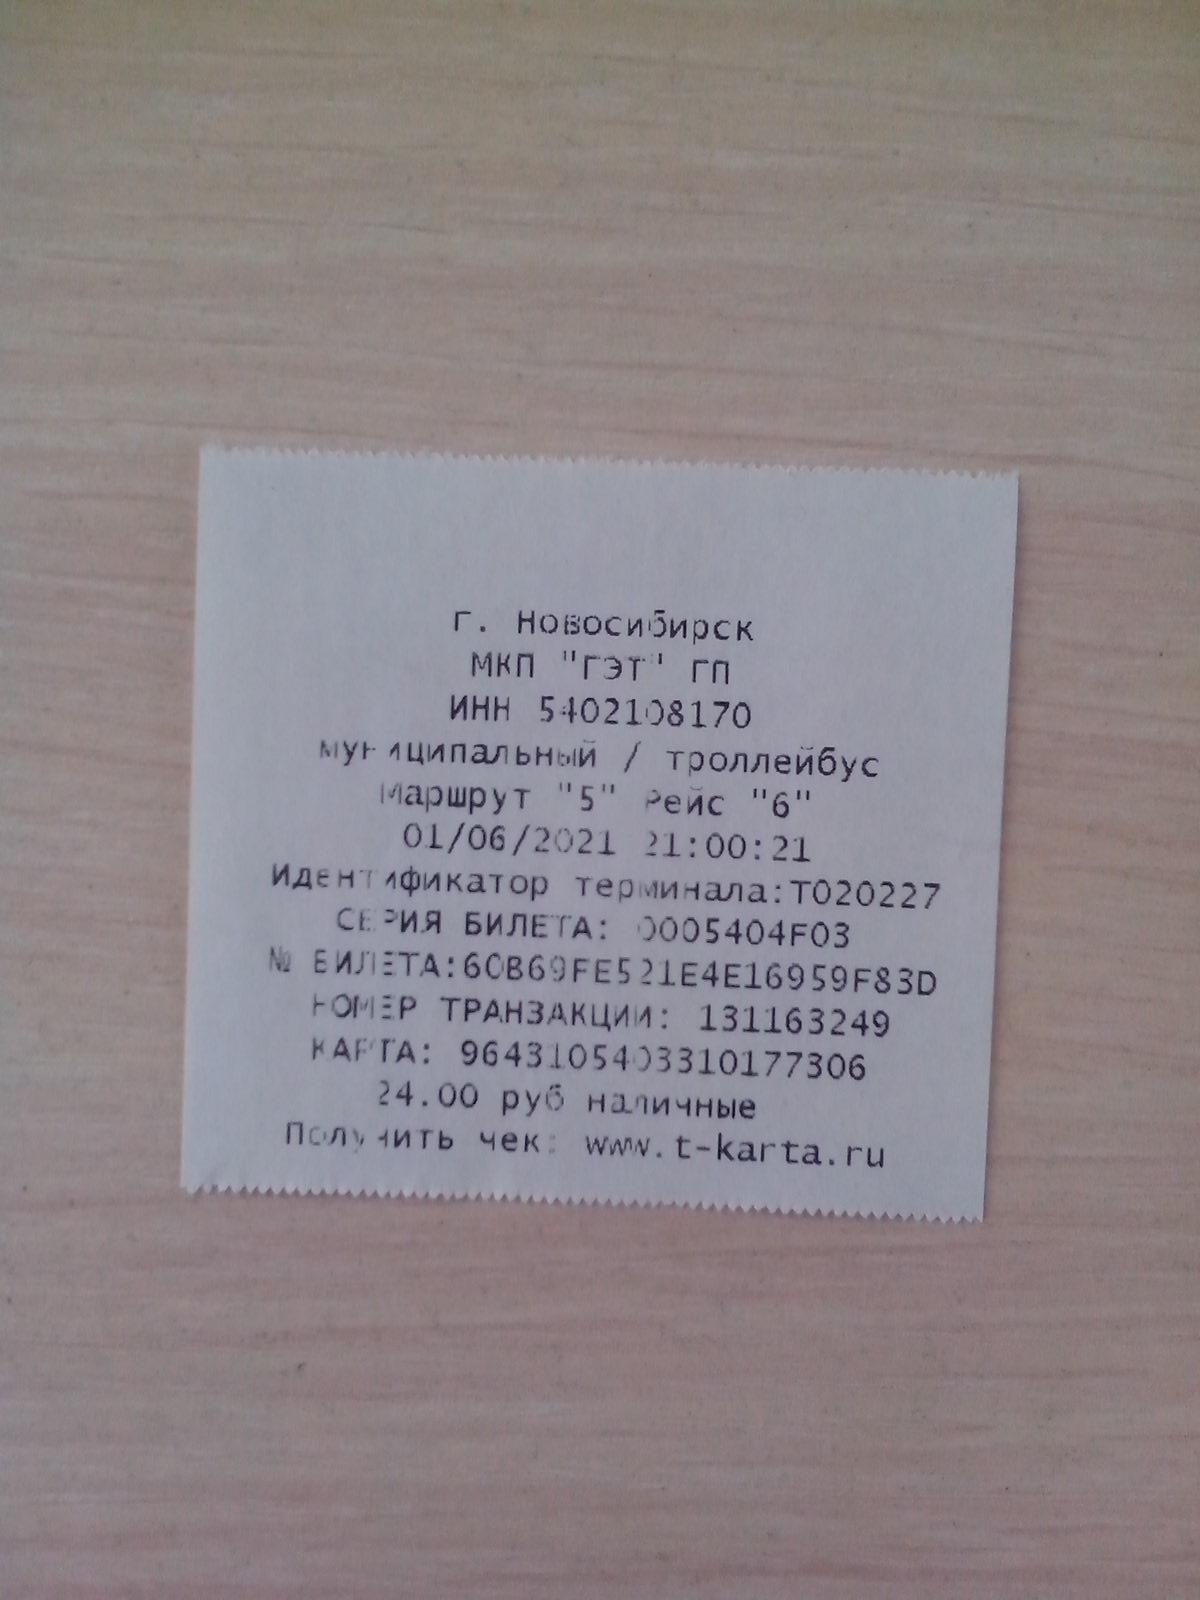 г. Новосибирск
МКП "ГЭТ" ГП
ИНН 5402108170
муниципальный / троллейбус
Маршрут "5" Рейс "6"
01/06/2021 21:00:21
Идентификатор терминала:T020227
СЕРИЯ БИЛЕТА: 0005404F03
№ БИЛЕТА:60B69FE521E4E16959F83D
НОМЕР ТРАНЗАКЦИИ: 131163249
КАРТА: 9643105403310177306
24.00 руб наличные
Получить чек: www.t-karta.ru